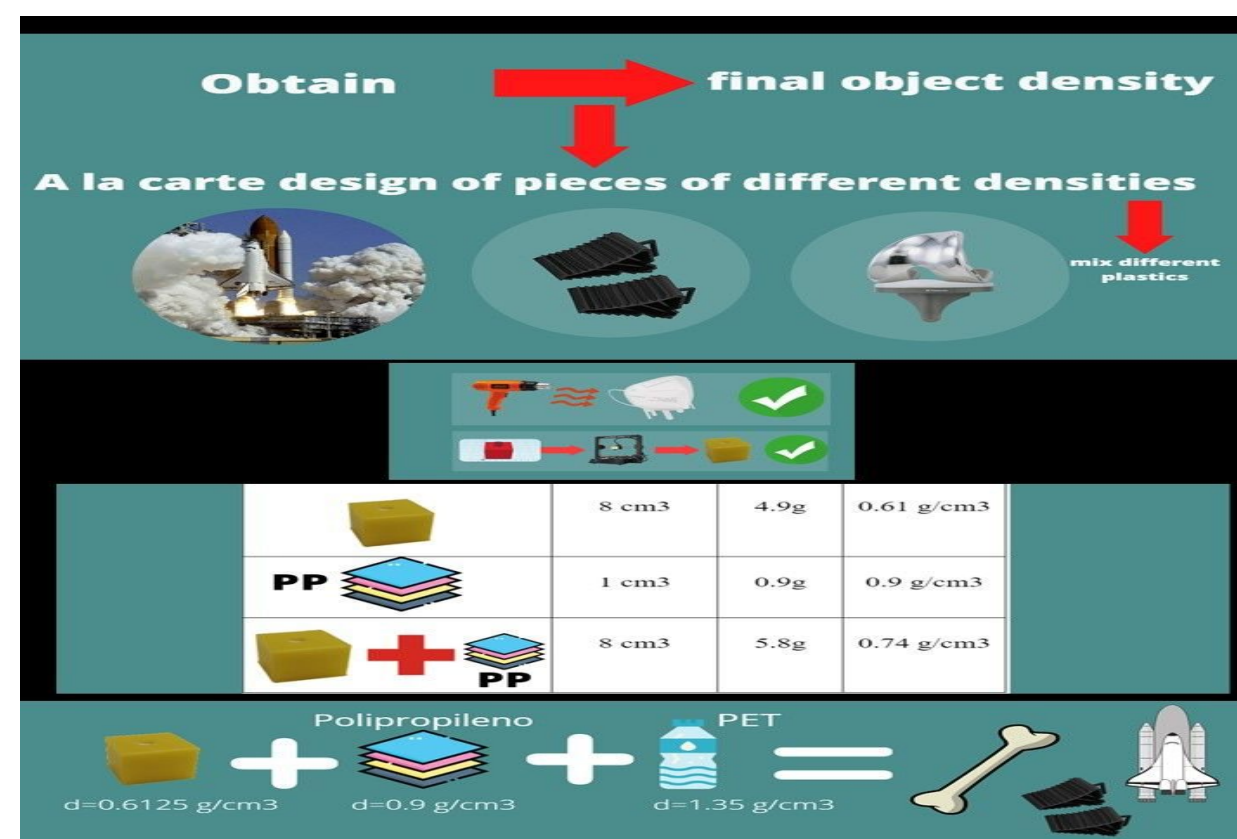 Obtain
final object density
A la carte design of pieces of different densities
mix different
plastics
8 cm3 4.9g 0.61 g/cm3
PP 1 cm3 0.9g 0.9 g/cm3
8 cm3 5.8g 0.74 g/cm3
PP
Polipropileno PET
d=0.6125 g/cm3 d=0.9 g/cm3 d=1.35 g/cm3